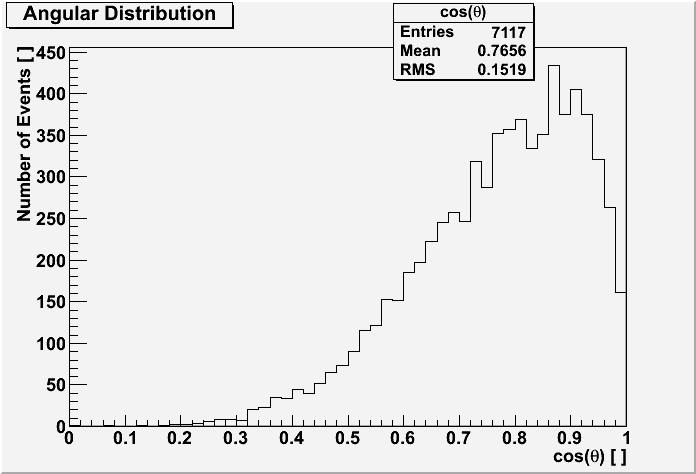 Angular Distribution
cos(θ)
Entries 7117
Mean 0.7656
RMS 0.1519
Number of Events [ ]
450
400
350
300
250
200
150
100
50
0
0 0.1 0.2 0.3 0.4 0.5 0.6 0.7 0.8 0.9 1
cos(θ) [ ]